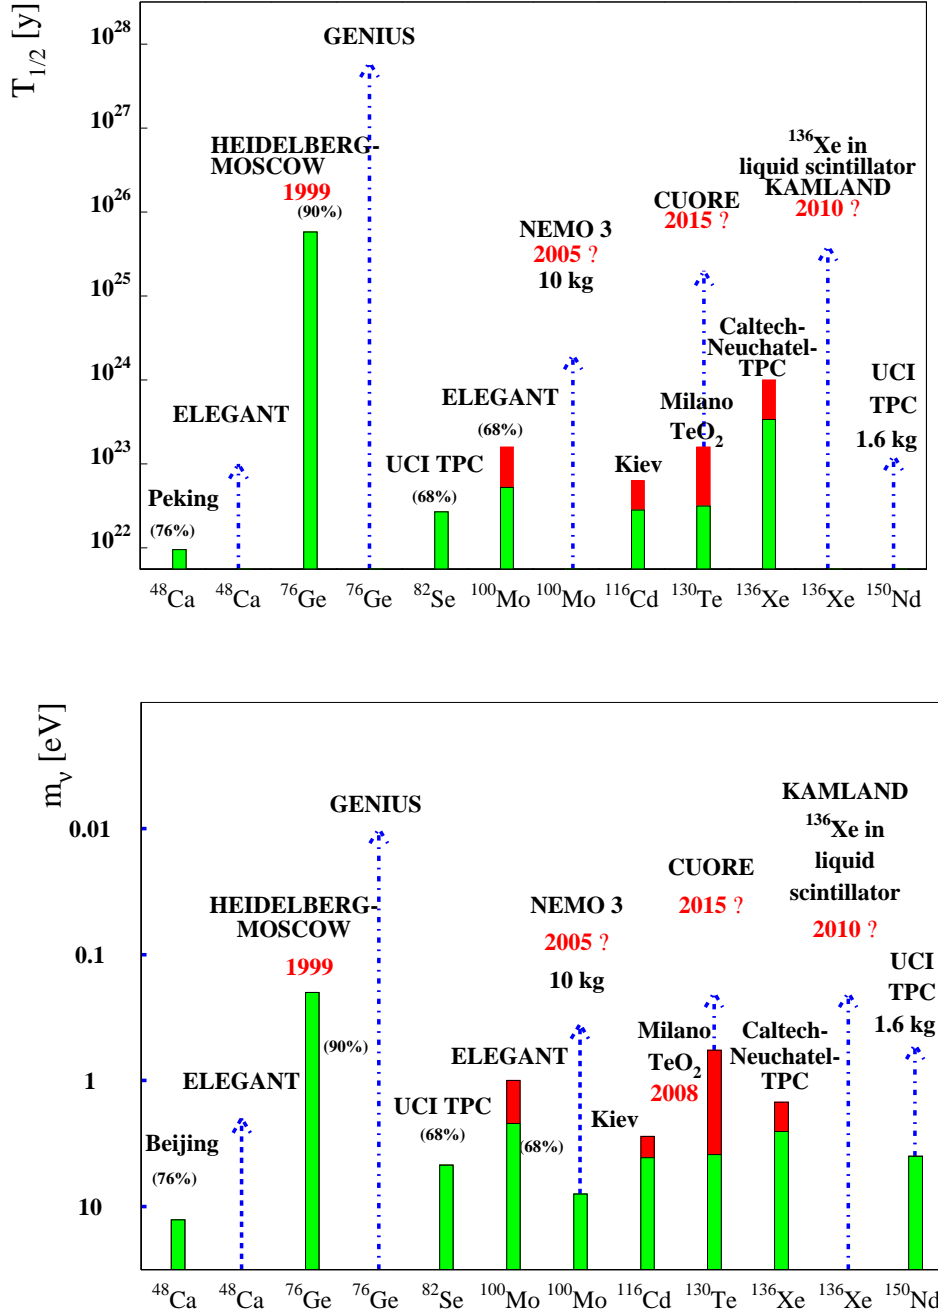 T1/2 [y]
10^28
10^27
10^26
10^25
10^24
10^23
10^22
GENIUS
HEIDELBERG-
MOSCOW
1999
(90%)
136Xe in
liquid scintillator
KAMLAND
2010 ?
CUORE
2015 ?
NEMO 3
2005 ?
10 kg
Caltech-
Neuchatel-
TPC
UCI
TPC
1.6 kg
ELEGANT
ELEGANT
(68%)
Milano
TeO2
UCI TPC
(68%)
Kiev
Peking
(76%)
48Ca 48Ca 76Ge 76Ge 82Se 100Mo 100Mo 116Cd 130Te 136Xe 136Xe 150Nd
mν [eV]
0.01
0.1
1
10
GENIUS
KAMLAND
136Xe in
liquid
scintillator
2010 ?
CUORE
2015 ?
HEIDELBERG-
MOSCOW
1999
(90%)
NEMO 3
2005 ?
10 kg
UCI
TPC
1.6 kg
Milano
TeO2
2008
Caltech-
Neuchatel-
TPC
ELEGANT
ELEGANT
(68%)
UCI TPC
(68%)
Kiev
Beijing
(76%)
48Ca 48Ca 76Ge 76Ge 82Se 100Mo 100Mo 116Cd 130Te 136Xe 136Xe 150Nd